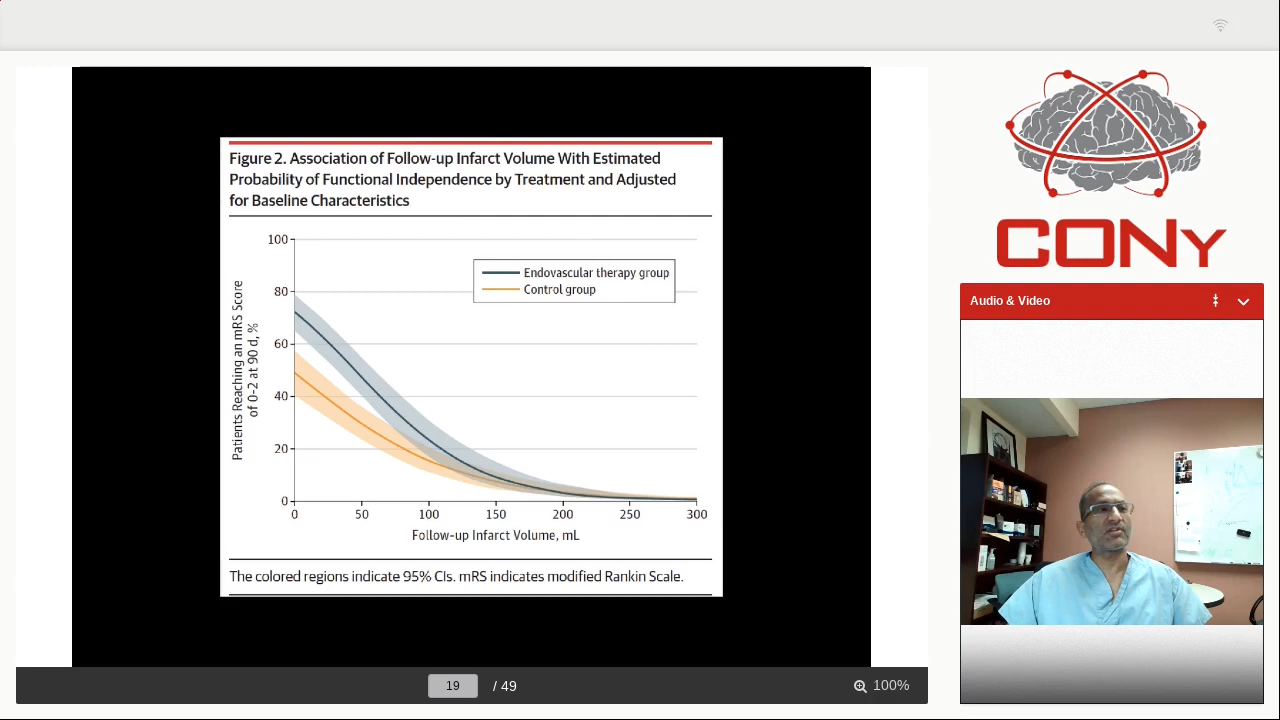 Figure 2. Association of Follow-up Infarct Volume With Estimated
Probability of Functional Independence by Treatment and Adjusted
for Baseline Characteristics
Patients Reaching an mRS Score
of 0-2 at 90 d, %
100
80
60
40
20
0
Endovascular therapy group
Control group
0 50 100 150 200 250 300
Follow-up Infarct Volume, mL
The colored regions indicate 95% CIs. mRS indicates modified Rankin Scale.
19 / 49
100%
CONy
Audio & Video